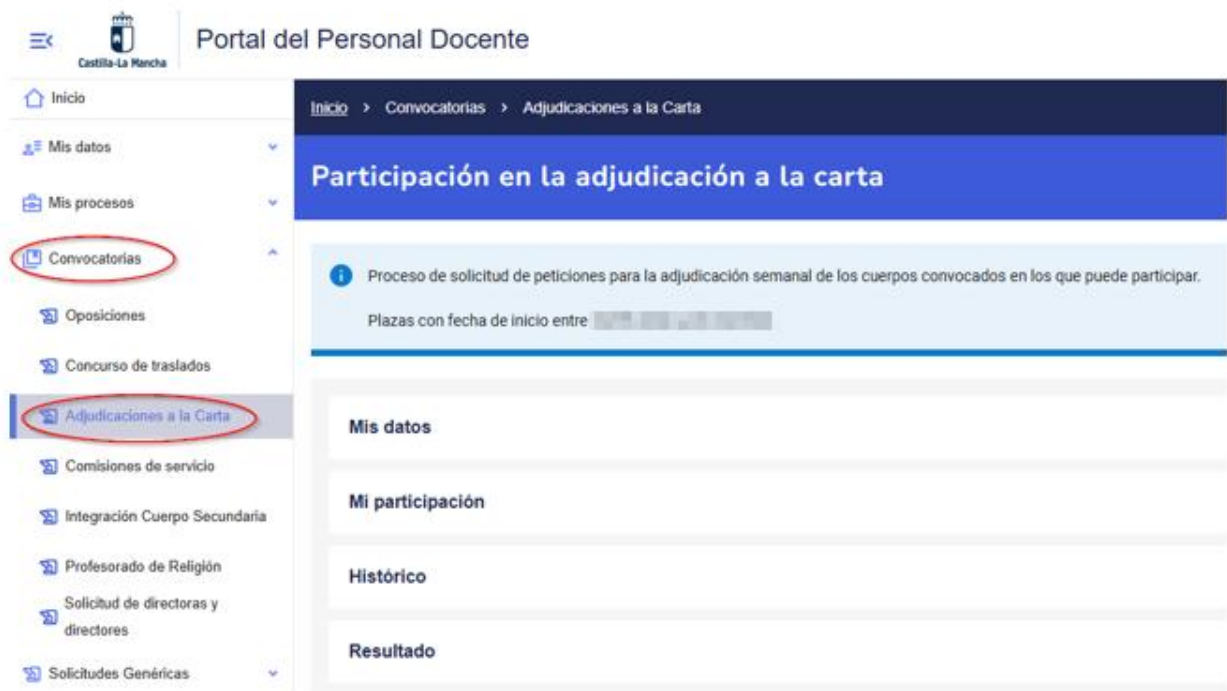 Castilla-La Mancha
Portal del Personal Docente
Inicio
Mis datos
Mis procesos
Convocatorias
Oposiciones
Concurso de traslados
Adjudicaciones a la Carta
Comisiones de servicio
Integración Cuerpo Secundaria
Profesorado de Religión
Solicitud de directoras y
directores
Solicitudes Genéricas
Inicio > Convocatorias > Adjudicaciones a la Carta
Participación en la adjudicación a la carta
Proceso de solicitud de peticiones para la adjudicación semanal de los cuerpos convocados en los que puede participar.
Plazas con fecha de inicio entre
Mis datos
Mi participación
Histórico
Resultado